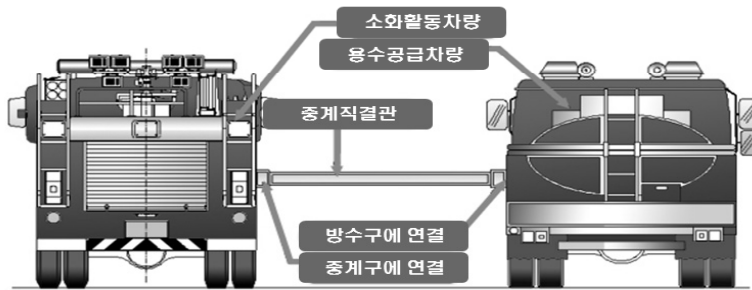 소화활동차량
용수공급차량
중계직결관
방수구에 연결
중계구에 연결